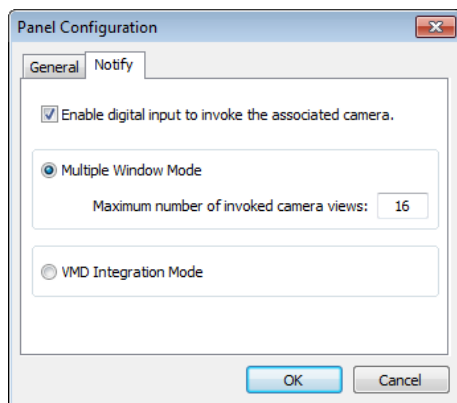 Panel Configuration
General Notify
Enable digital input to invoke the associated camera.
Multiple Window Mode
Maximum number of invoked camera views: 16
VMD Integration Mode
OK Cancel